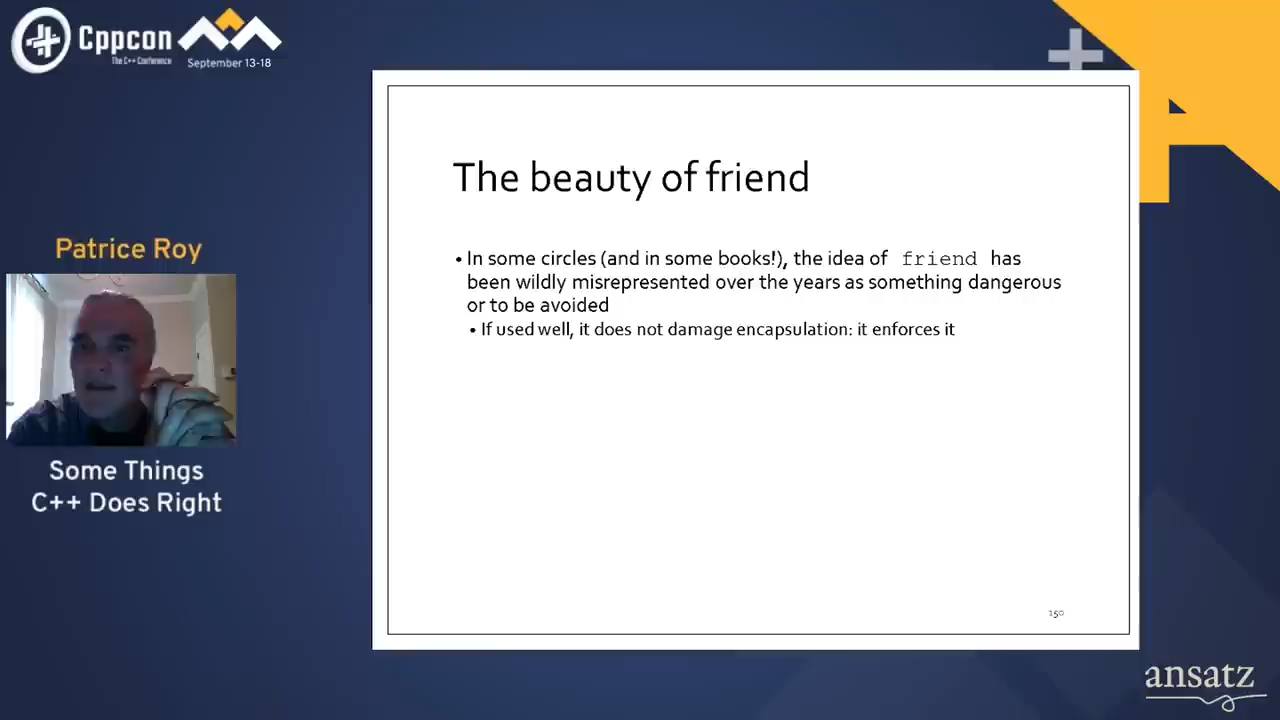 Cppcon
The C++ Conference
September 13-18
Patrice Roy
Some Things
C++ Does Right
The beauty of friend
• In some circles (and in some books!), the idea of friend has
been wildly misrepresented over the years as something dangerous
or to be avoided
• If used well, it does not damage encapsulation: it enforces it
150
ansatz